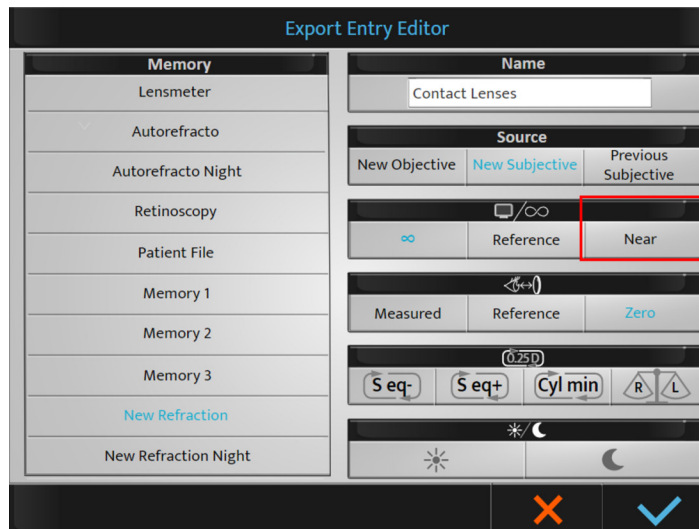 Export Entry Editor
Memory
Lensmeter
Autorefracto
Autorefracto Night
Retinoscopy
Patient File
Memory 1
Memory 2
Memory 3
New Refraction
New Refraction Night
Name
Contact Lenses
Source
New Objective
New Subjective
Previous
Subjective
/∞
∞
Reference
Near
Measured
Reference
Zero
0.25D
S eq-
S eq+
Cyl min
R
L
/